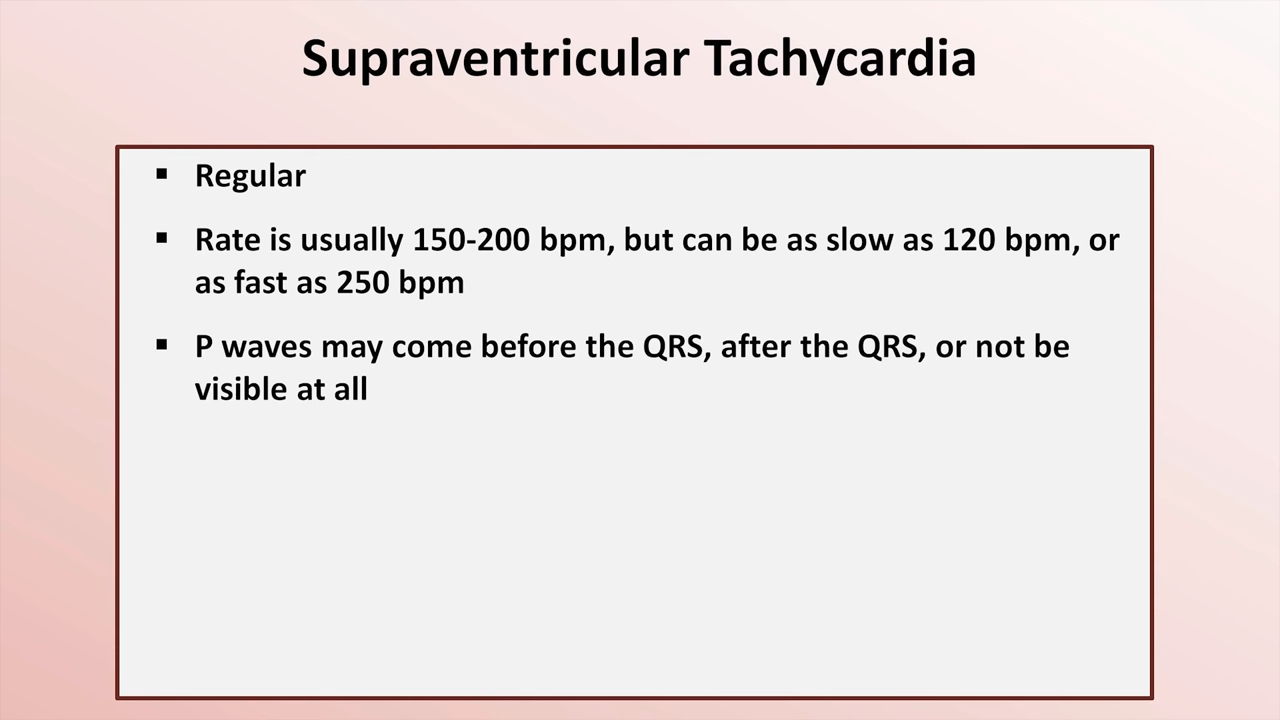 Supraventricular Tachycardia
▪ Regular
▪ Rate is usually 150-200 bpm, but can be as slow as 120 bpm, or
as fast as 250 bpm
▪ P waves may come before the QRS, after the QRS, or not be
visible at all